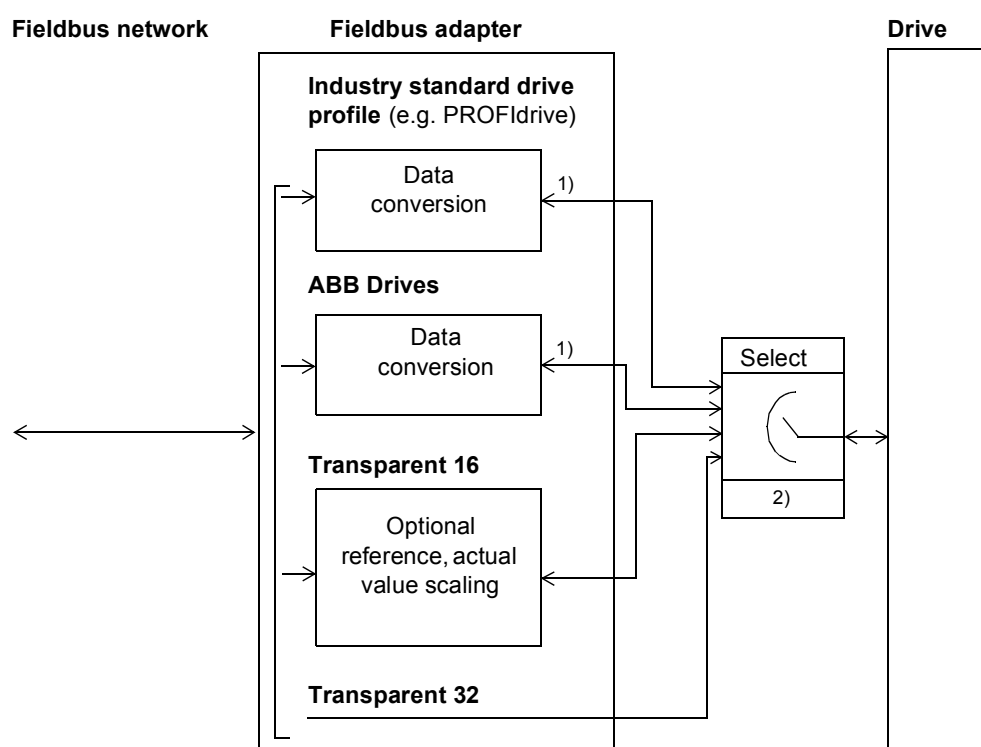 Fieldbus network
Fieldbus adapter
Drive
Industry standard drive
profile (e.g. PROFIdrive)
Data
conversion
1)
ABB Drives
Data
conversion
1)
Select
2)
Transparent 16
Optional
reference, actual
value scaling
Transparent 32